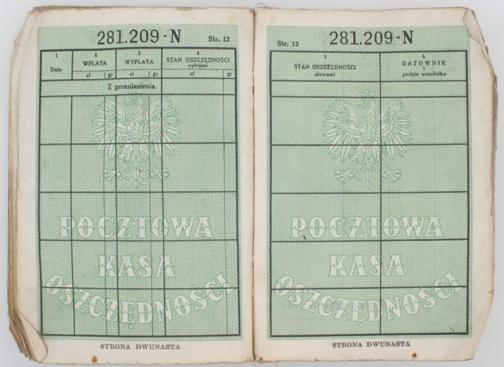 281.209-N
Str. 12
1
Data
2
WPŁATA
zł gr
3
WYPŁATA
zł gr
4
STAN OSZCZĘDNOŚCI
cyframi
zł gr
Z przeniesienia
POCZTOWA
KASA
OSZCZĘDNOŚCI
STRONA DWUNASTA
281.209-N
Str. 12
5
STAN OSZCZĘDNOŚCI
słowami
6
DATOWNIK
i
podpis urzędnika
POCZTOWA
KASA
OSZCZĘDNOŚCI
STRONA DWUNASTA